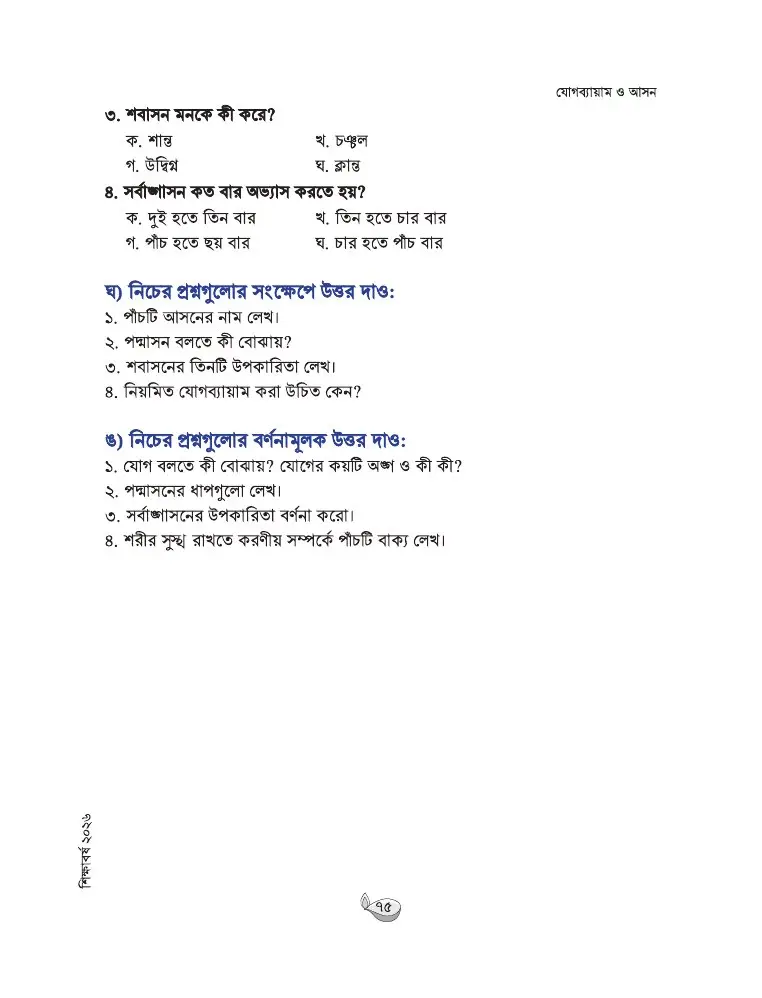 যোগব্যায়াম ও আসন
৩. শবাসন মনকে কী করে?
ক. শান্ত খ. চঞ্চল
গ. উদ্বিগ্ন ঘ. ক্লান্ত
৪. সর্বাঙ্গাসন কত বার অভ্যাস করতে হয়?
ক. দুই হতে তিন বার খ. তিন হতে চার বার
গ. পাঁচ হতে ছয় বার ঘ. চার হতে পাঁচ বার
ঘ) নিচের প্রশ্নগুলোর সংক্ষেপে উত্তর দাও:
১. পাঁচটি আসনের নাম লেখ।
২. পদ্মাসন বলতে কী বোঝায়?
৩. শবাসনের তিনটি উপকারিতা লেখ।
৪. নিয়মিত যোগব্যায়াম করা উচিত কেন?
ঙ) নিচের প্রশ্নগুলোর বর্ণনামূলক উত্তর দাও:
১. যোগ বলতে কী বোঝায়? যোগের কয়টি অঙ্গ ও কী কী?
২. পদ্মাসনের ধাপগুলো লেখ।
৩. সর্বাঙ্গাসনের উপকারিতা বর্ণনা করো।
৪. শরীর সুস্থ রাখতে করণীয় সম্পর্কে পাঁচটি বাক্য লেখ।
শিক্ষাবর্ষ ২০২৬
৭৫